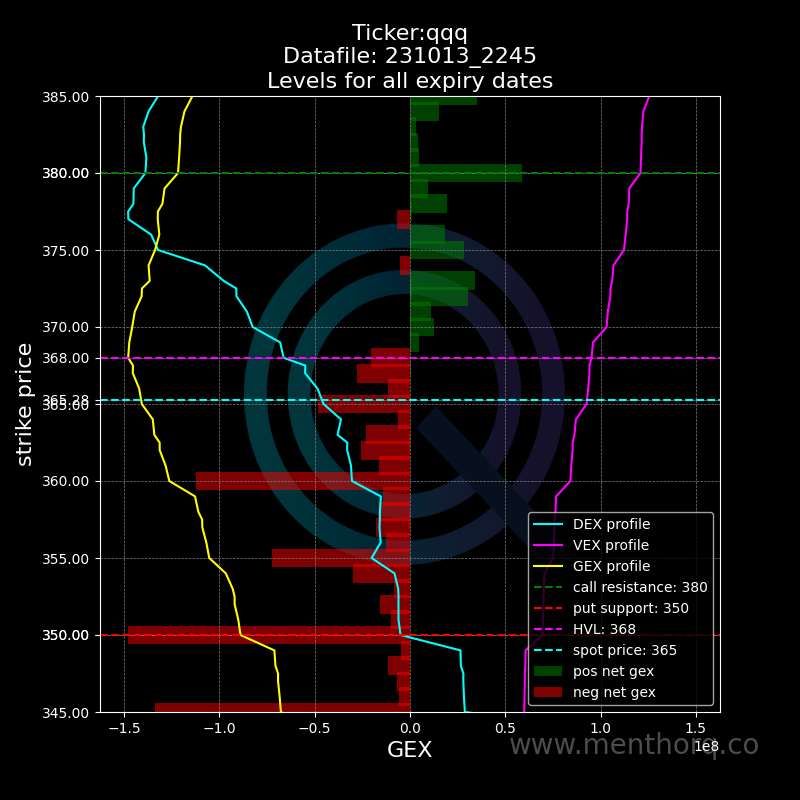 Ticker:qqq
Datafile: 231013_2245
Levels for all expiry dates
385.00
380.00
375.00
370.00
368.00
365.28
365.00
360.00
355.00
350.00
345.00
strike price
DEX profile
VEX profile
GEX profile
call resistance: 380
put support: 350
HVL: 368
spot price: 365
pos net gex
neg net gex
−1.5 −1.0 −0.5 0.0 0.5 1.0 1.5
1e8
GEX
www.menthorq.co